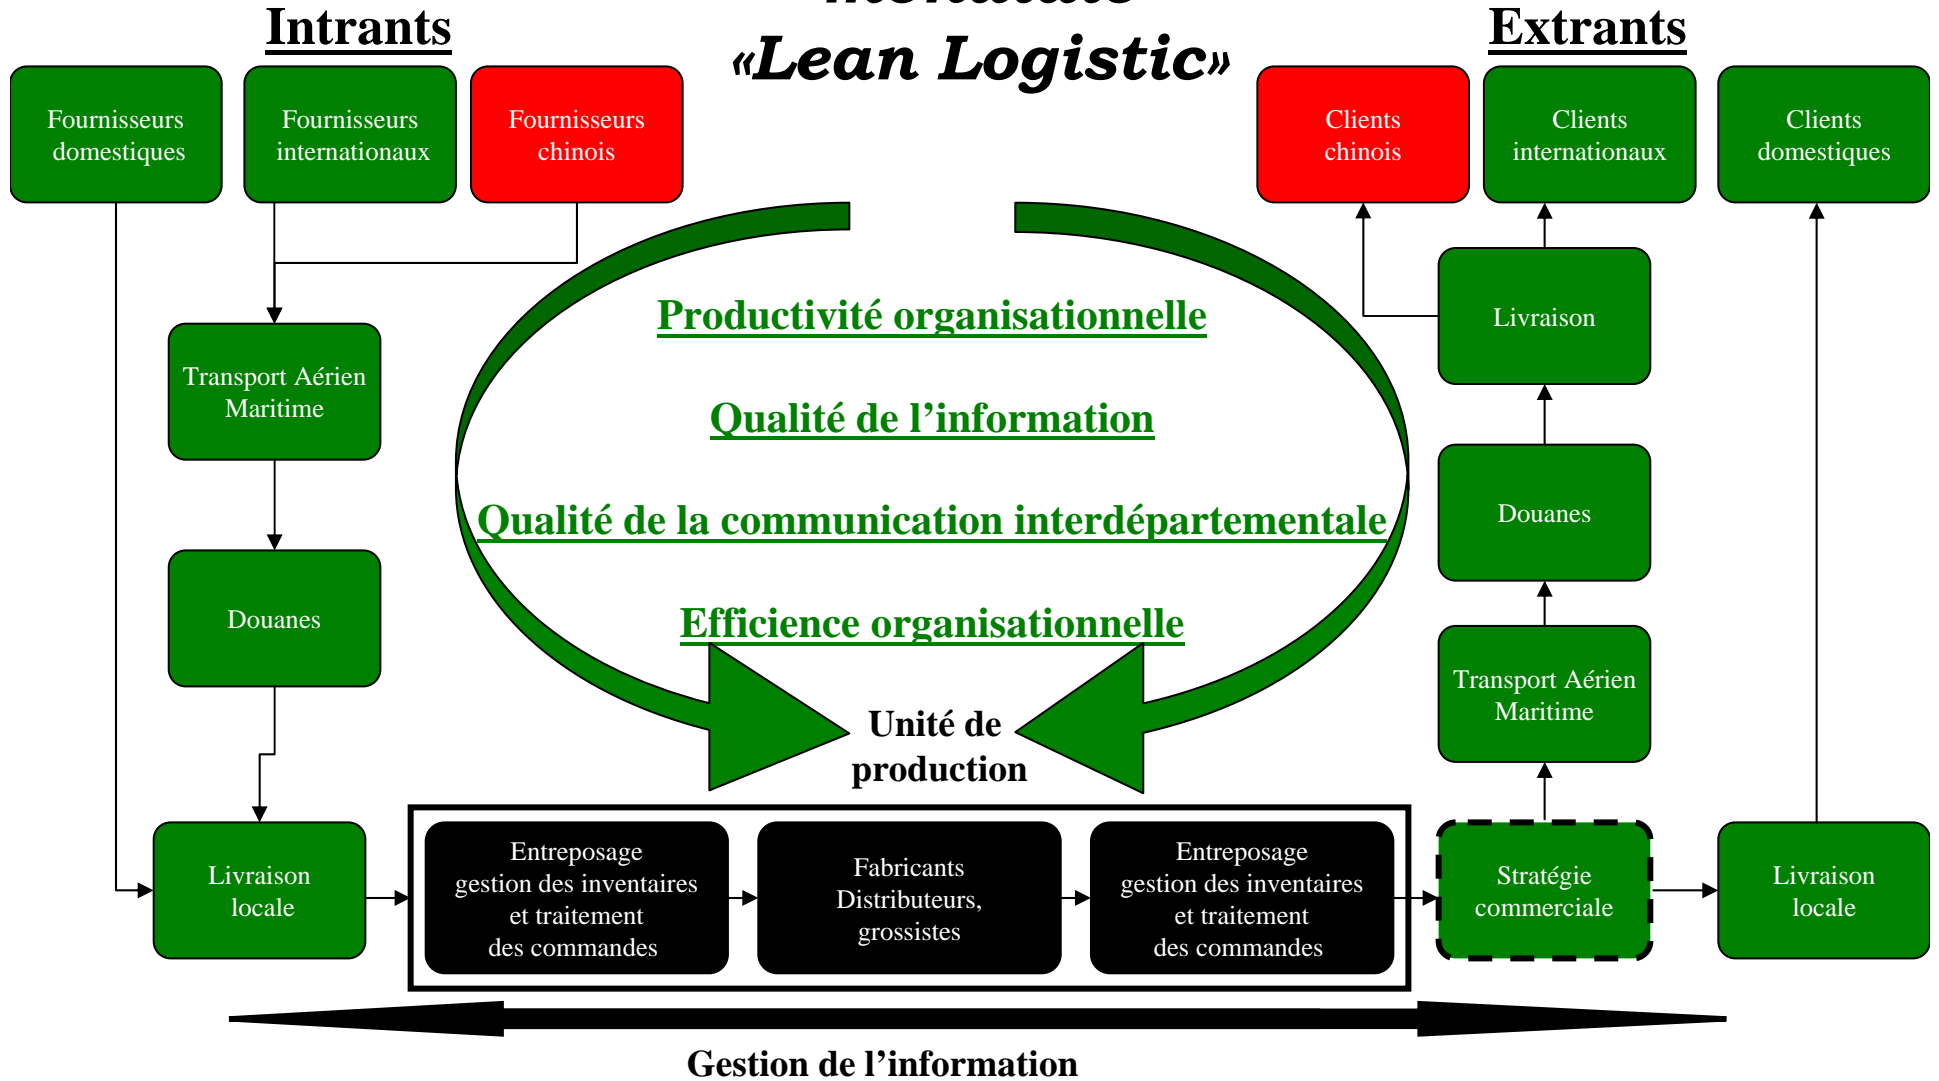 Intrants
«Lean Logistic»
Extrants
Fournisseurs
domestiques
Fournisseurs
internationaux
Fournisseurs
chinois
Clients
chinois
Clients
internationaux
Clients
domestiques
Productivité organisationnelle
Livraison
Transport Aérien
Maritime
Qualité de l’information
Qualité de la communication interdépartementale
Douanes
Douanes
Efficience organisationnelle
Transport Aérien
Maritime
Unité de
production
Livraison
locale
Entreposage
gestion des inventaires
et traitement
des commandes
Fabricants
Distributeurs,
grossistes
Entreposage
gestion des inventaires
et traitement
des commandes
Stratégie
commerciale
Livraison
locale
Gestion de l’information